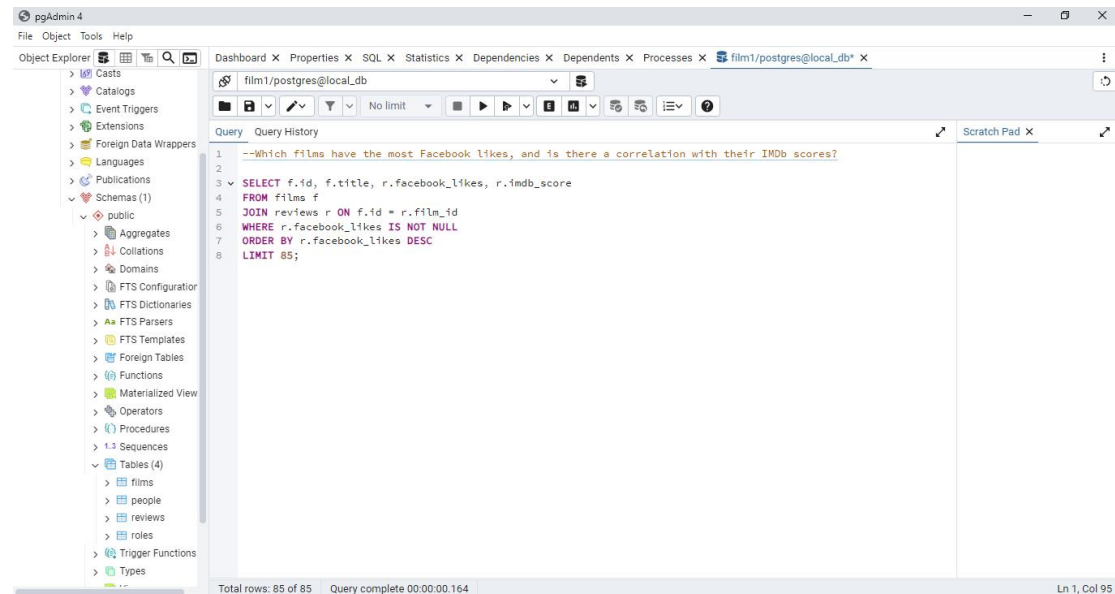 pgAdmin 4
File Object Tools Help
Object Explorer
Dashboard X Properties X SQL X Statistics X Dependencies X Dependents X Processes X film1/postgres@local_db* X
film1/postgres@local_db
No limit
Query Query History
Scratch Pad X
Casts
Catalogs
Event Triggers
Extensions
Foreign Data Wrappers
Languages
Publications
Schemas (1)
public
Aggregates
Collations
Domains
FTS Configuration
FTS Dictionaries
Aa FTS Parsers
FTS Templates
Foreign Tables
Functions
Materialized View
Operators
Procedures
1..3 Sequences
Tables (4)
films
people
reviews
roles
Trigger Functions
Types
1 --Which films have the most Facebook likes, and is there a correlation with their IMDb scores?
2
3 SELECT f.id, f.title, r.facebook_likes, r.imdb_score
4 FROM films f
5 JOIN reviews r ON f.id = r.film_id
6 WHERE r.facebook_likes IS NOT NULL
7 ORDER BY r.facebook_likes DESC
8 LIMIT 85;
Total rows: 85 of 85 Query complete 00:00:00.164
Ln 1, Col 95